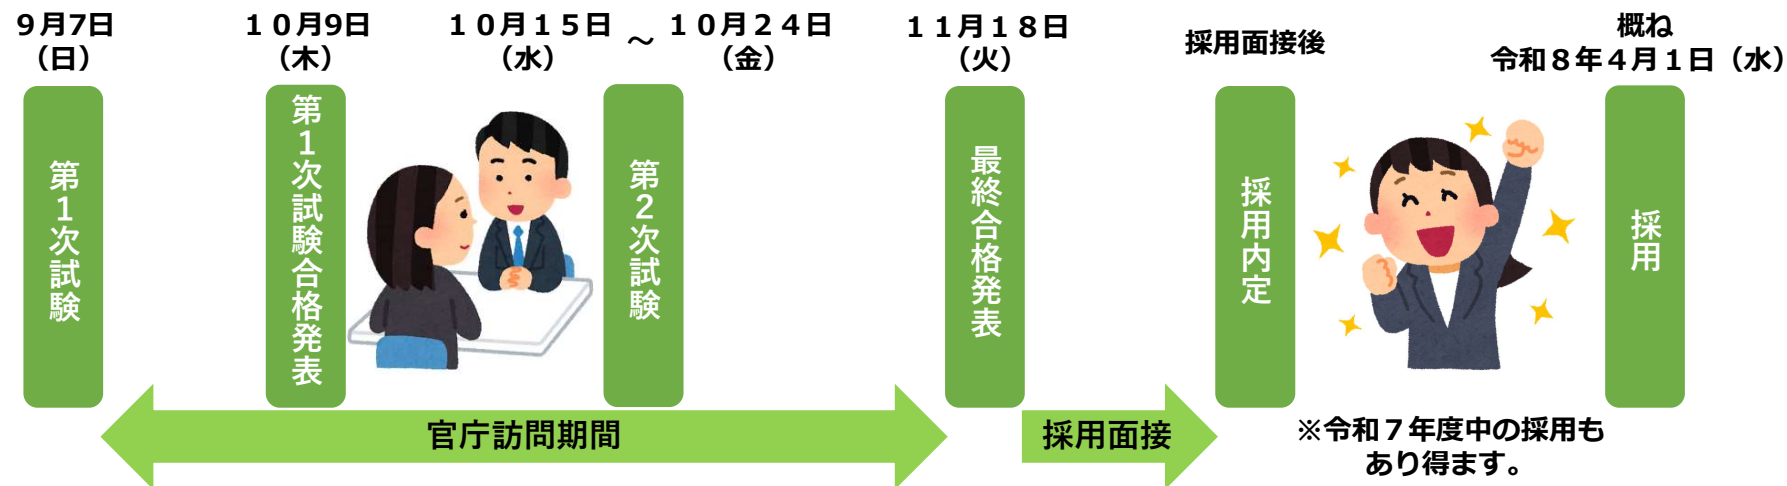 ９月7日
（日）
１０月9日
（木）
１０月１５日
（水）
～
１０月２４日
（金）
１１月１８日
（火）
採用面接後
概ね
令和８年４月１日（水）
第１次試験
第１次試験合格発表
第２次試験
最終合格発表
採用内定
採用
官庁訪問期間
採用面接
※令和７年度中の採用も
あり得ます。